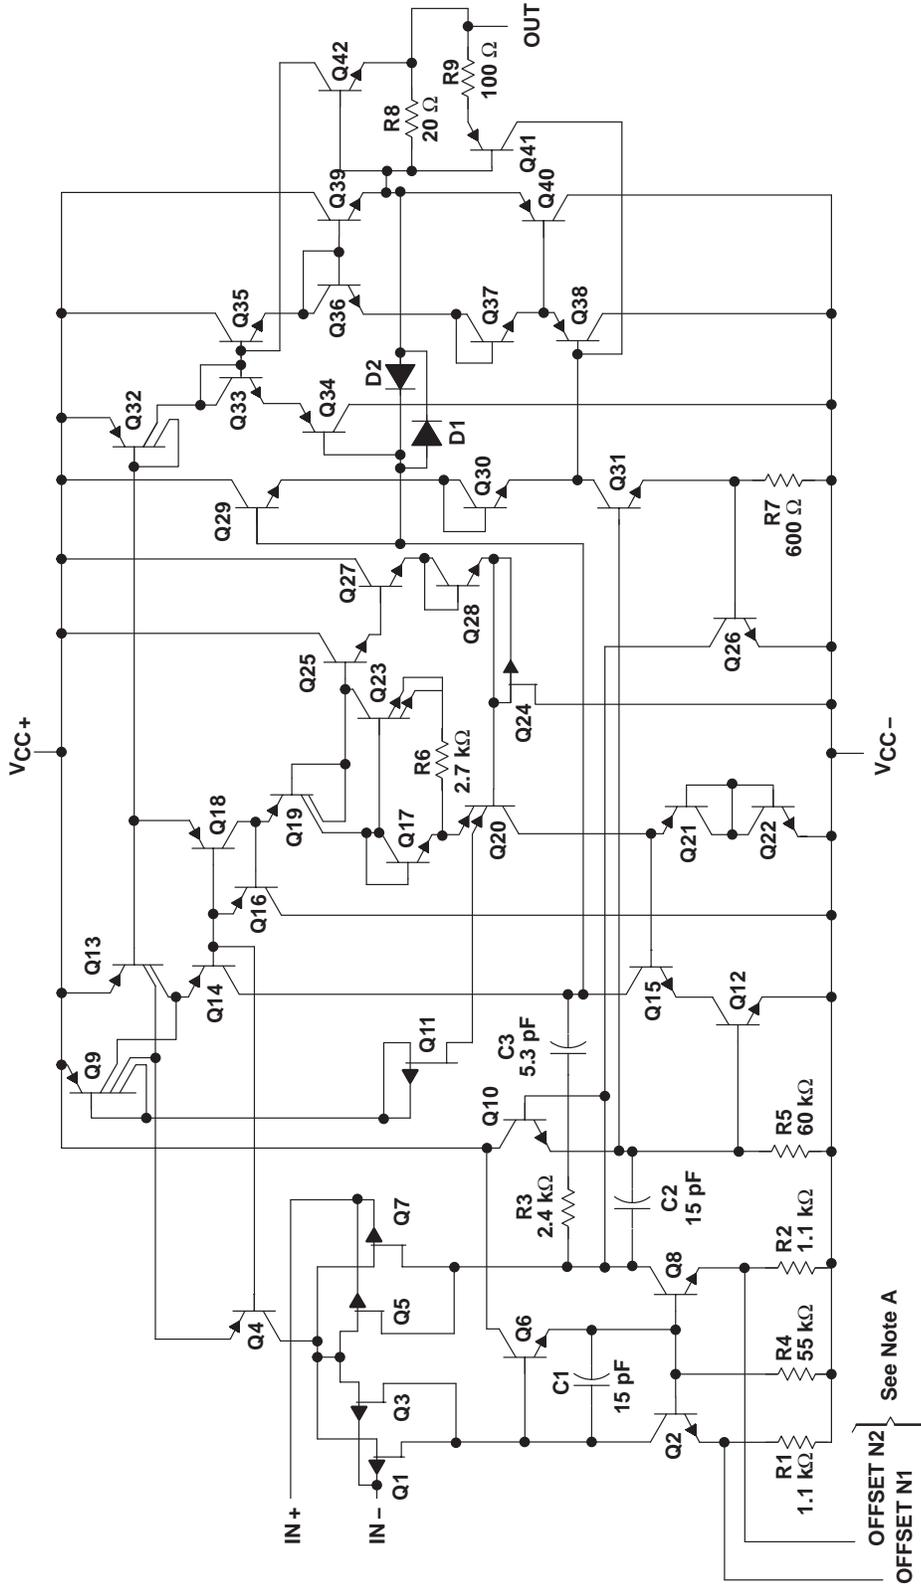 VCC+
Q9
Q13
Q32
Q18
Q33
Q35
Q4
Q14
Q16
Q19
Q25
Q29
Q34
Q36
Q39
Q42
IN+
IN−
Q1
Q3
Q5
Q7
Q11
Q17
Q23
R6
2.7 kΩ
Q27
Q28
Q30
D2
D1
Q37
R8
20 Ω
R9
100 Ω
OUT
Q6
Q10
C3
5.3 pF
R3
2.4 kΩ
Q20
Q24
Q31
Q38
Q40
Q41
C1
15 pF
C2
15 pF
Q15
Q21
Q26
Q2
Q8
Q12
Q22
R7
600 Ω
R1
1.1 kΩ
R4
55 kΩ
R2
1.1 kΩ
R5
60 kΩ
VCC−
OFFSET N2
OFFSET N1
See Note A